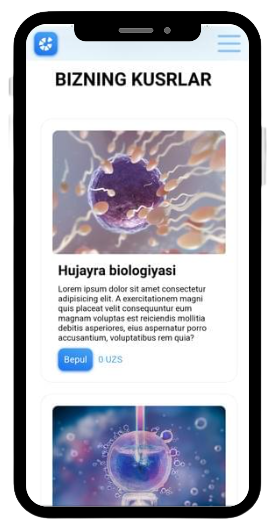 BIZNING KUSRLAR
Hujayra biologiyasi
Lorem ipsum dolor sit amet consectetur
adipisicing elit. A exercitationem magni
quis placeat velit consequuntur eum
magnam voluptas est reiciendis mollitia
debitis asperiores, eius aspernatur porro
accusantium, voluptatibus rem quia?
Bepul 0 UZS